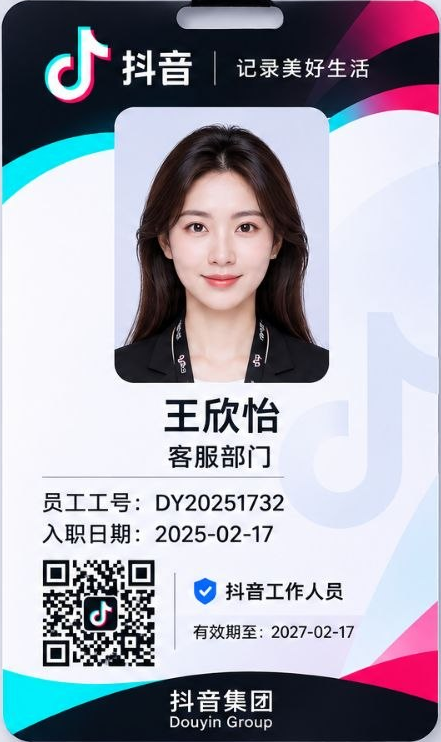 抖音 | 记录美好生活
王欣怡
客服部门
员工工号：DY20251732
入职日期：2025-02-17
抖音工作人员
有效期至：2027-02-17
抖音集团
Douyin Group